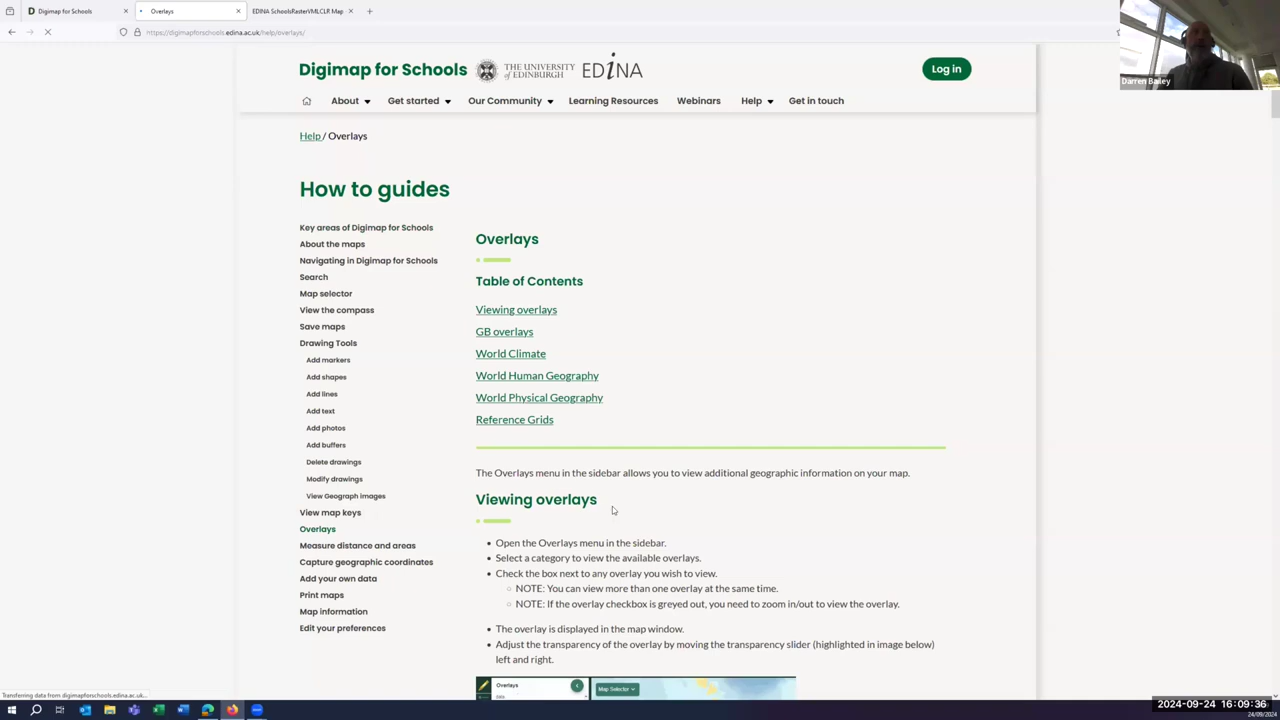 Digimap for Schools
Overlays
EDINA SchoolsRasterVMLCLR Map
https://digimapforschools.edina.ac.uk/help/overlays/
Darren Bailey
Digimap for Schools
THE UNIVERSITY
OF EDINBURGH
EDINA
Log in
About
Get started
Our Community
Learning Resources
Webinars
Help
Get in touch
Help / Overlays
How to guides
Key areas of Digimap for Schools
About the maps
Navigating in Digimap for Schools
Search
Map selector
View the compass
Save maps
Drawing Tools
Add markers
Add shapes
Add lines
Add text
Add photos
Add buffers
Delete drawings
Modify drawings
View Geograph images
View map keys
Overlays
Measure distance and areas
Capture geographic coordinates
Add your own data
Print maps
Map information
Edit your preferences
Overlays
Table of Contents
Viewing overlays
GB overlays
World Climate
World Human Geography
World Physical Geography
Reference Grids
The Overlays menu in the sidebar allows you to view additional geographic information on your map.
Viewing overlays
Open the Overlays menu in the sidebar.
Select a category to view the available overlays.
Check the box next to any overlay you wish to view.
NOTE: You can view more than one overlay at the same time.
NOTE: If the overlay checkbox is greyed out, you need to zoom in/out to view the overlay.
The overlay is displayed in the map window.
Adjust the transparency of the overlay by moving the transparency slider (highlighted in image below)
left and right.
Overlays
Map Selector
Transferring data from digimapforschools.edina.ac.uk...
2024-09-24 16:09:36
24/09/2024